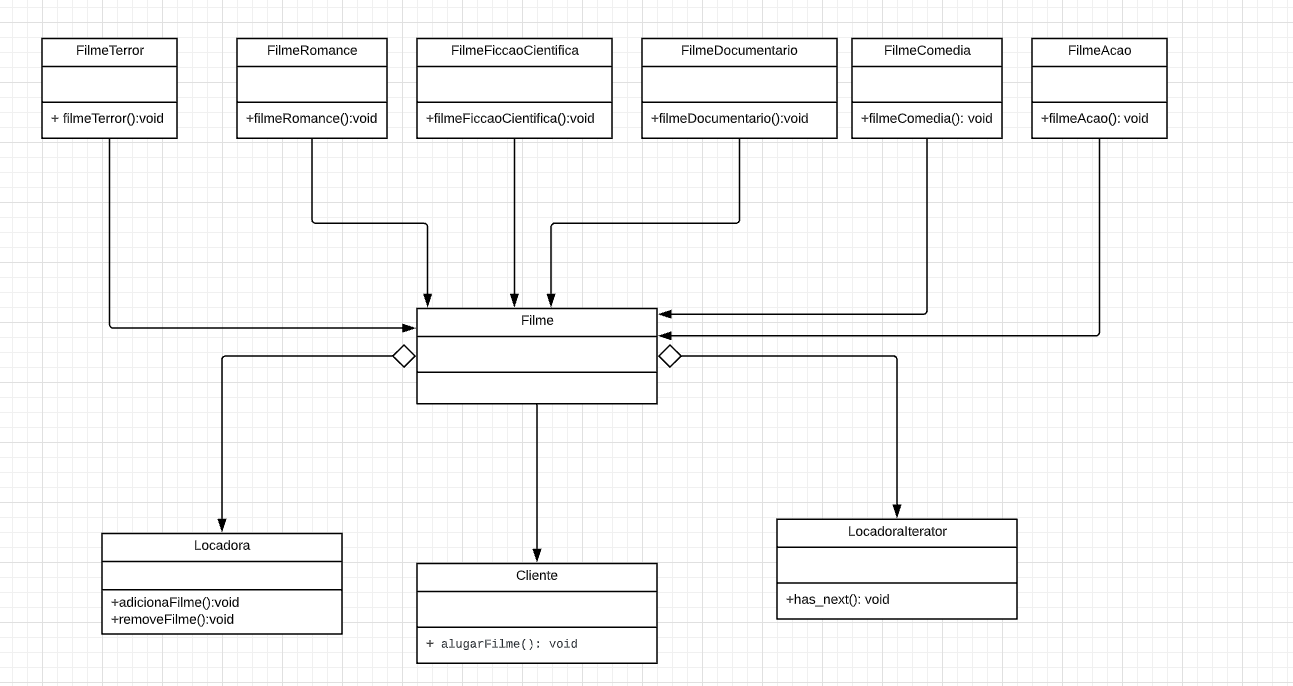 FilmeTerror
+ filmeTerror():void
FilmeRomance
+filmeRomance():void
FilmeFiccaoCientifica
+filmeFiccaoCientifica():void
FilmeDocumentario
+filmeDocumentario():void
FilmeComedia
+filmeComedia(): void
FilmeAcao
+filmeAcao(): void
Filme
Locadora
+adicionaFilme():void
+removeFilme():void
Cliente
+ alugarFilme(): void
LocadoraIterator
+has_next(): void